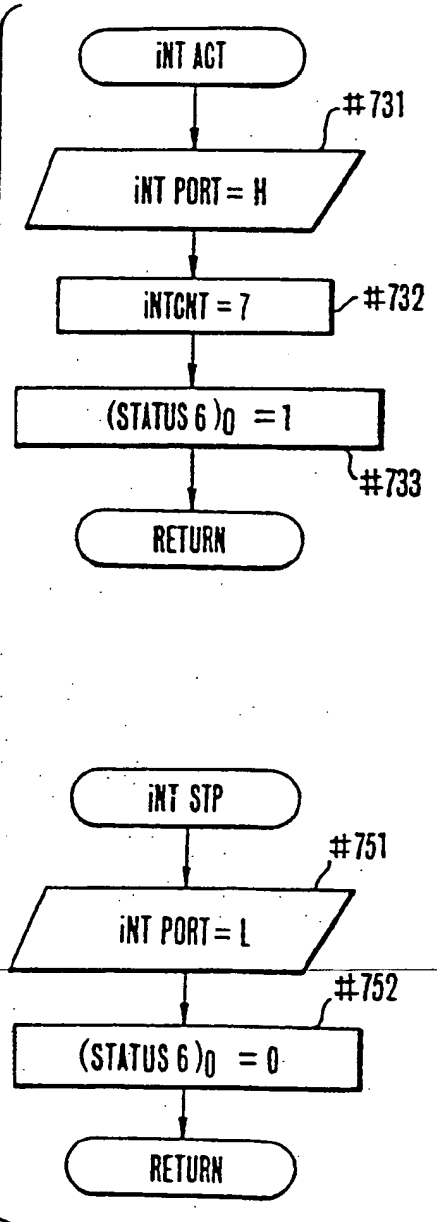 iNT ACT
#731
iNT PORT = H
iNTCNT = 7
#732
(STATUS 6)0 = 1
#733
RETURN
iNT STP
#751
iNT PORT = L
#752
(STATUS 6)0 = 0
RETURN